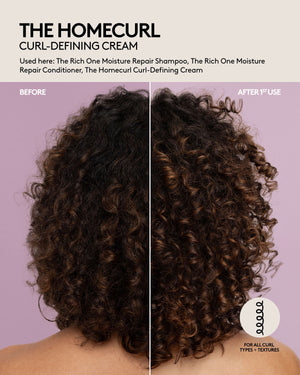 THE HOMECURL
CURL-DEFINING CREAM
Used here: The Rich One Moisture Repair Shampoo, The Rich One Moisture
Repair Conditioner, The Homecurl Curl-Defining Cream
BEFORE
AFTER 1ST USE
FOR ALL CURL
TYPES + TEXTURES